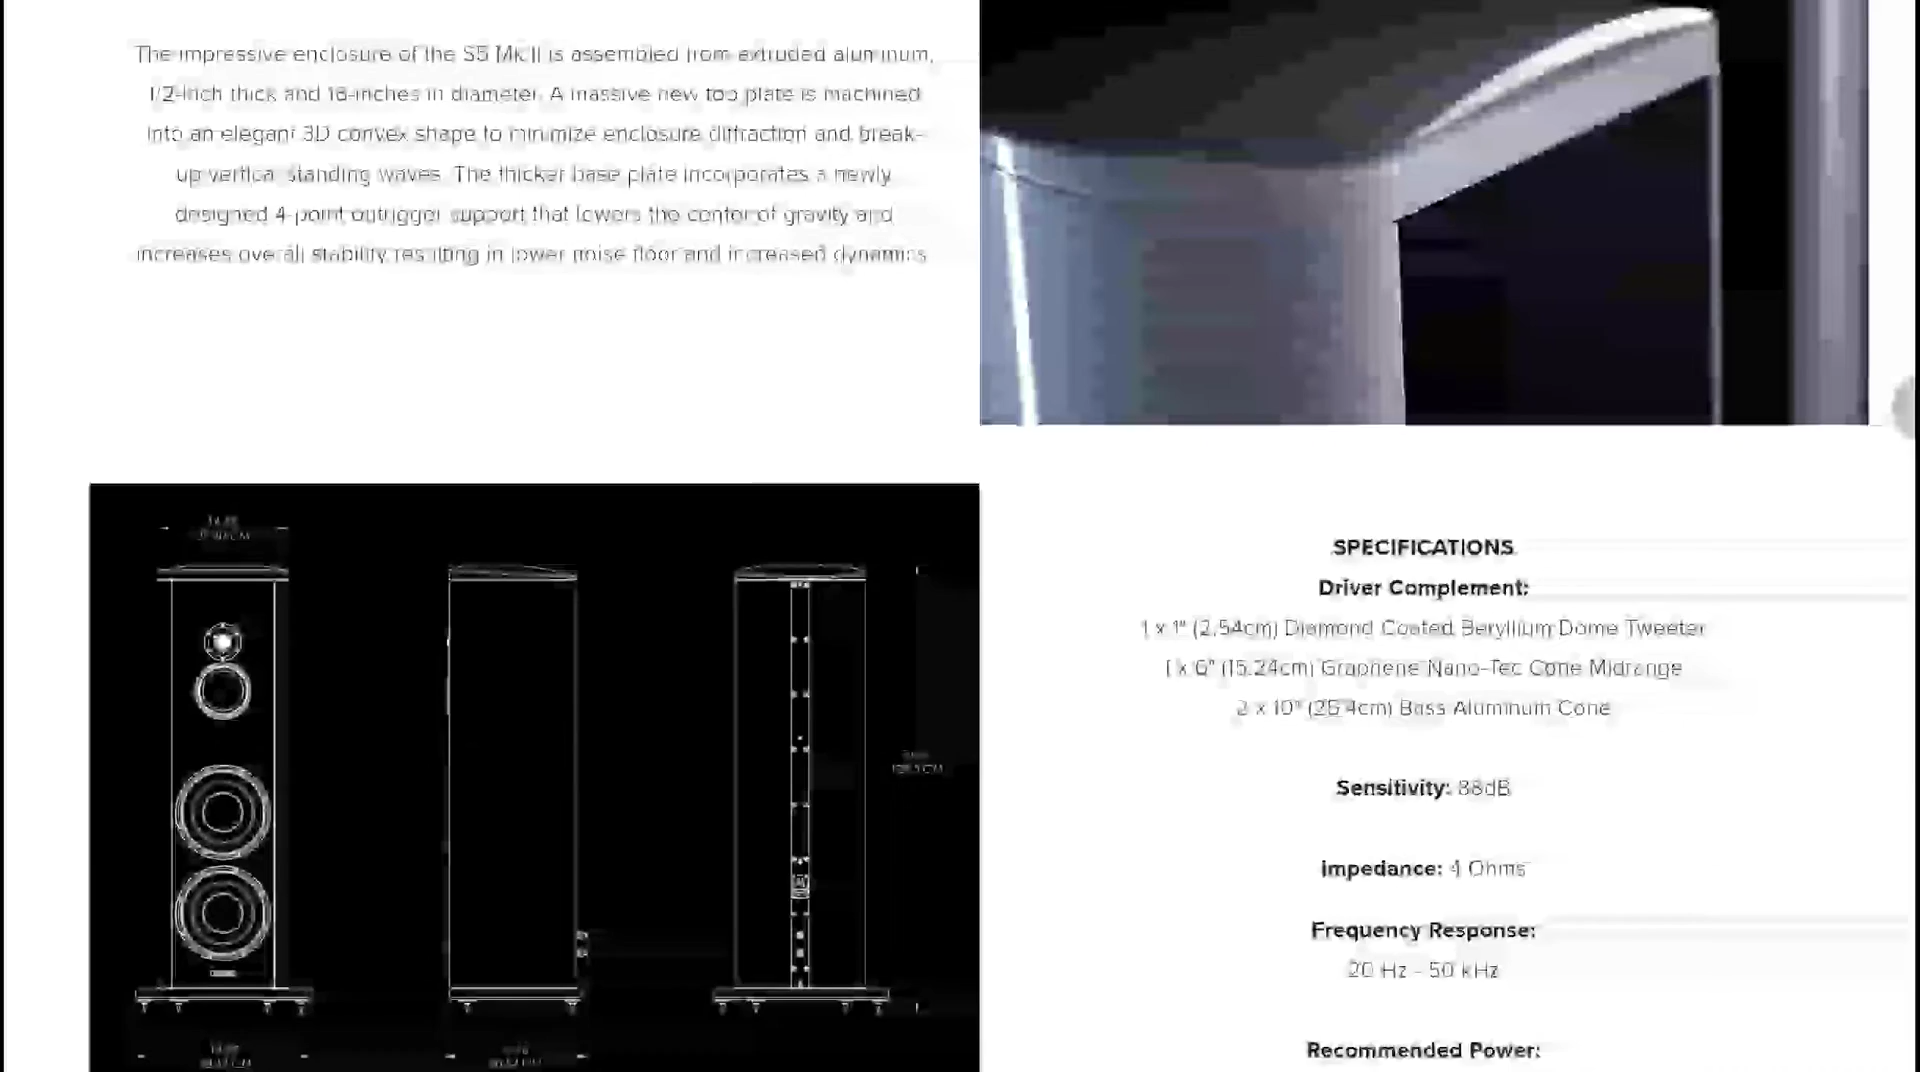 The impressive enclosure of the S5 Mk II is assembled from extruded aluminum,
1/2-inch thick and 16-inches in diameter. A massive new top plate is machined
into an elegant 3D convex shape to minimize enclosure diffraction and break-
up vertical standing waves. The thicker base plate incorporates a newly
designed 4-point outrigger support that lowers the center of gravity and
increases overall stability resulting in lower noise floor and increased dynamics
SPECIFICATIONS
Driver Complement:
1 x 1" (2.54cm) Diamond Coated Beryllium Dome Tweeter
1 x 6" (15.24cm) Graphene Nano-Tec Cone Midrange
2 x 10" (25.4cm) Bass Aluminum Cone
Sensitivity: 88dB
Impedance: 4 Ohms
Frequency Response:
20 Hz - 50 kHz
Recommended Power: